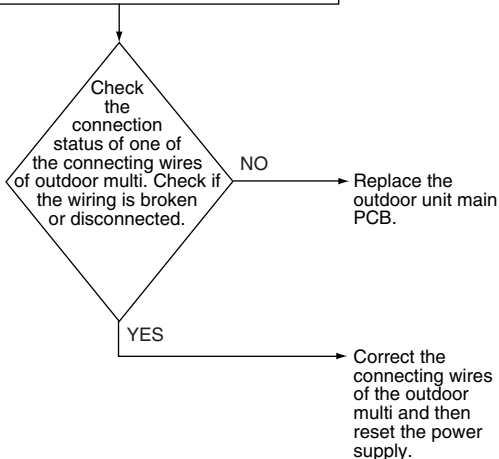 Check
the
connection
status of one of
the connecting wires
of outdoor multi. Check if
the wiring is broken
or disconnected.
NO
Replace the
outdoor unit main
PCB.
YES
Correct the
connecting wires
of the outdoor
multi and then
reset the power
supply.